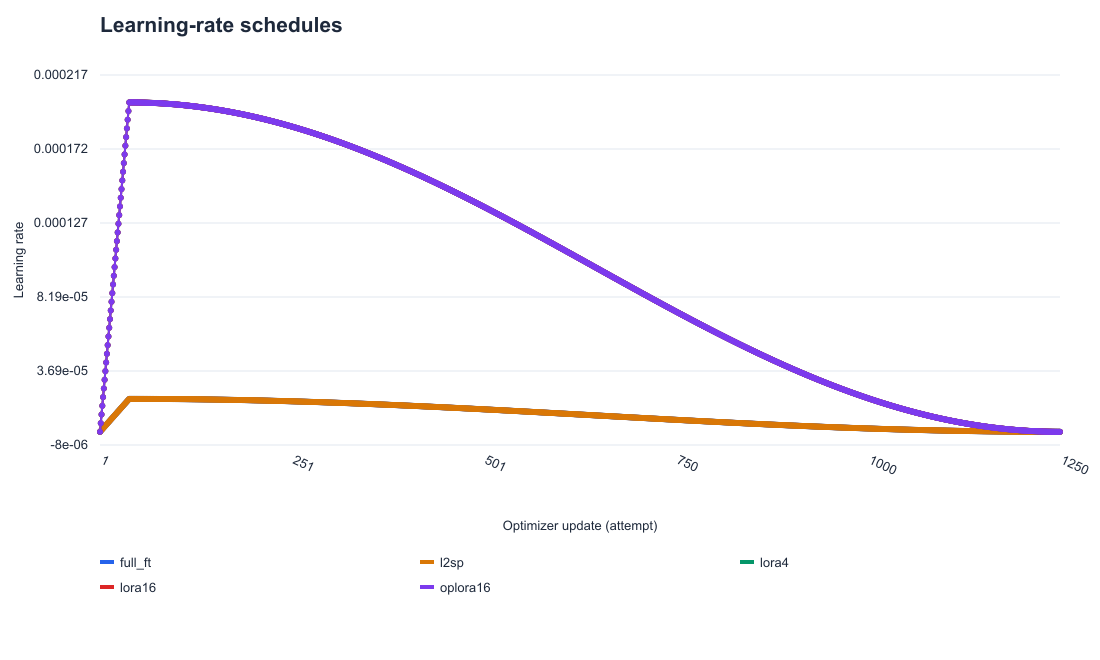 Learning-rate schedules
0.000217
0.000172
0.000127
8.19e-05
3.69e-05
-8e-06
Learning rate
1
251
501
750
1000
1250
Optimizer update (attempt)
full_ft
l2sp
lora4
lora16
oplora16